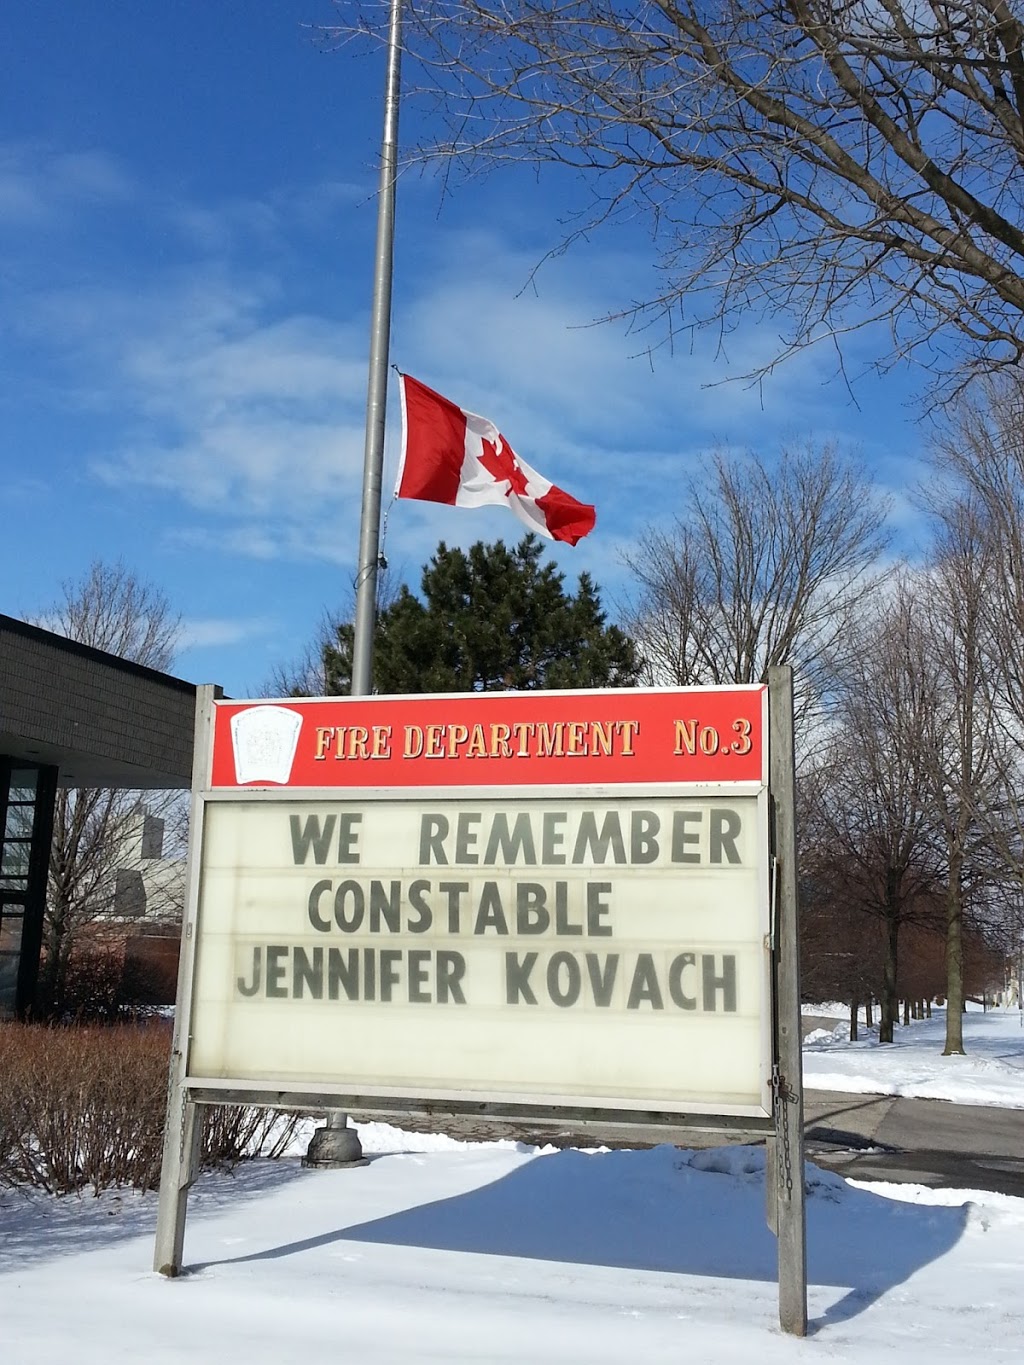 FIRE DEPARTMENT No.3
WE REMEMBER
CONSTABLE
JENNIFER KOVACH